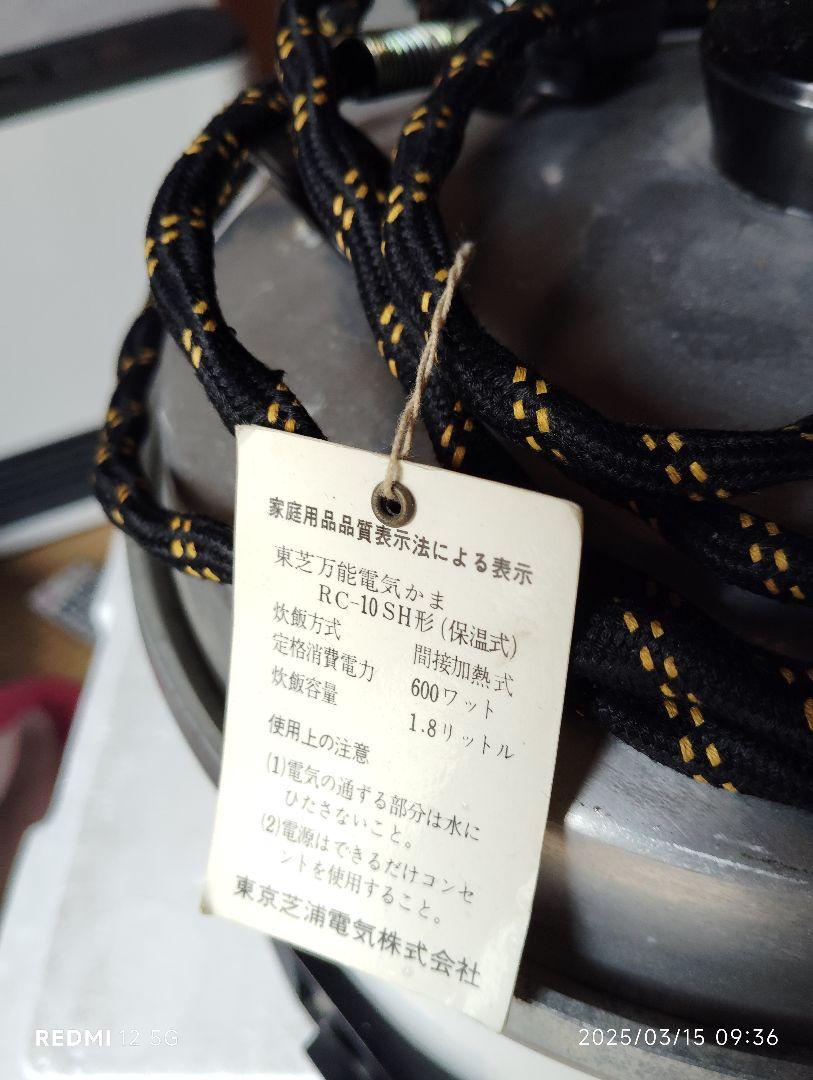 家庭用品品質表示法による表示
東芝万能電気かま
RC-10SH形(保温式)
炊飯方式 間接加熱式
定格消費電力 600ワット
炊飯容量 1.8リットル
使用上の注意
(1)電気の通ずる部分は水に
ひたさないこと。
(2)電源はできるだけコンセ
ントを使用すること。
東京芝浦電気株式会社
REDMI 12 5G
2025/03/15 09:36